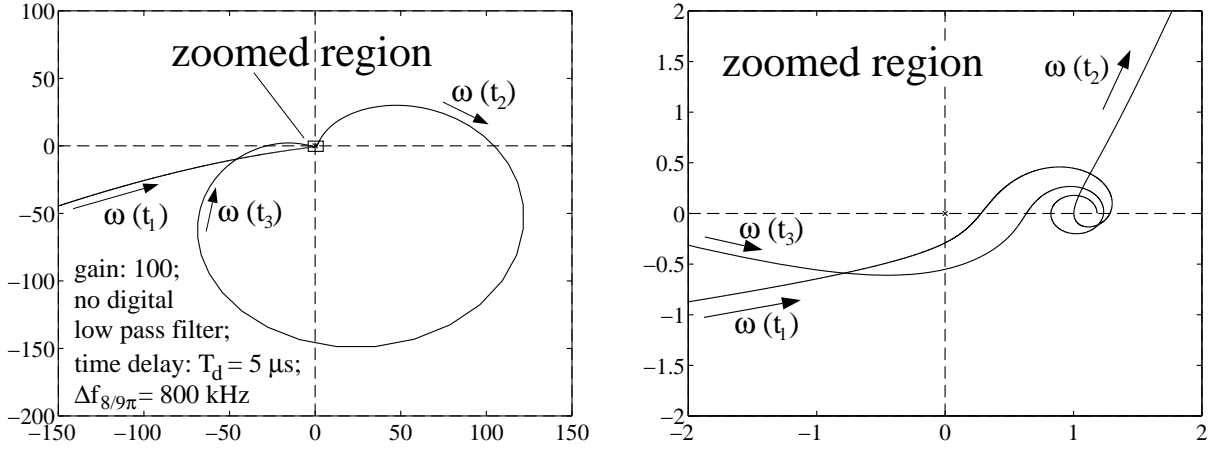 100
50
0
−50
−100
−150
−200
−150 −100 −50 0 50 100 150
zoomed region
ω (t2)
ω (t1)
ω (t3)
gain: 100;
no digital
low pass filter;
time delay: Td = 5 μs;
Δf8/9π= 800 kHz
2
1.5
1
0.5
0
−0.5
−1
−1.5
−2
−2 −1 0 1 2
zoomed region
ω (t2)
ω (t3)
ω (t1)